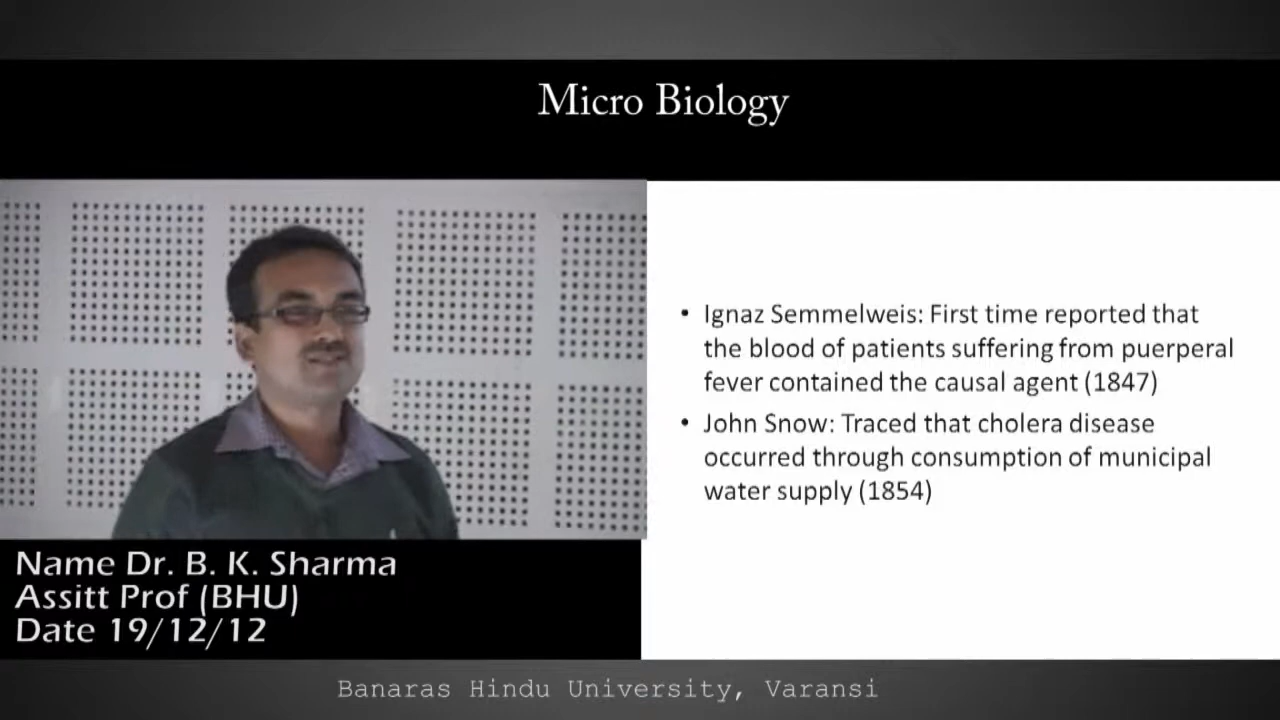 Micro Biology
• Ignaz Semmelweis: First time reported that
the blood of patients suffering from puerperal
fever contained the causal agent (1847)
• John Snow: Traced that cholera disease
occurred through consumption of municipal
water supply (1854)
Name Dr. B. K. Sharma
Assitt Prof (BHU)
Date 19/12/12
Banaras Hindu University, Varansi